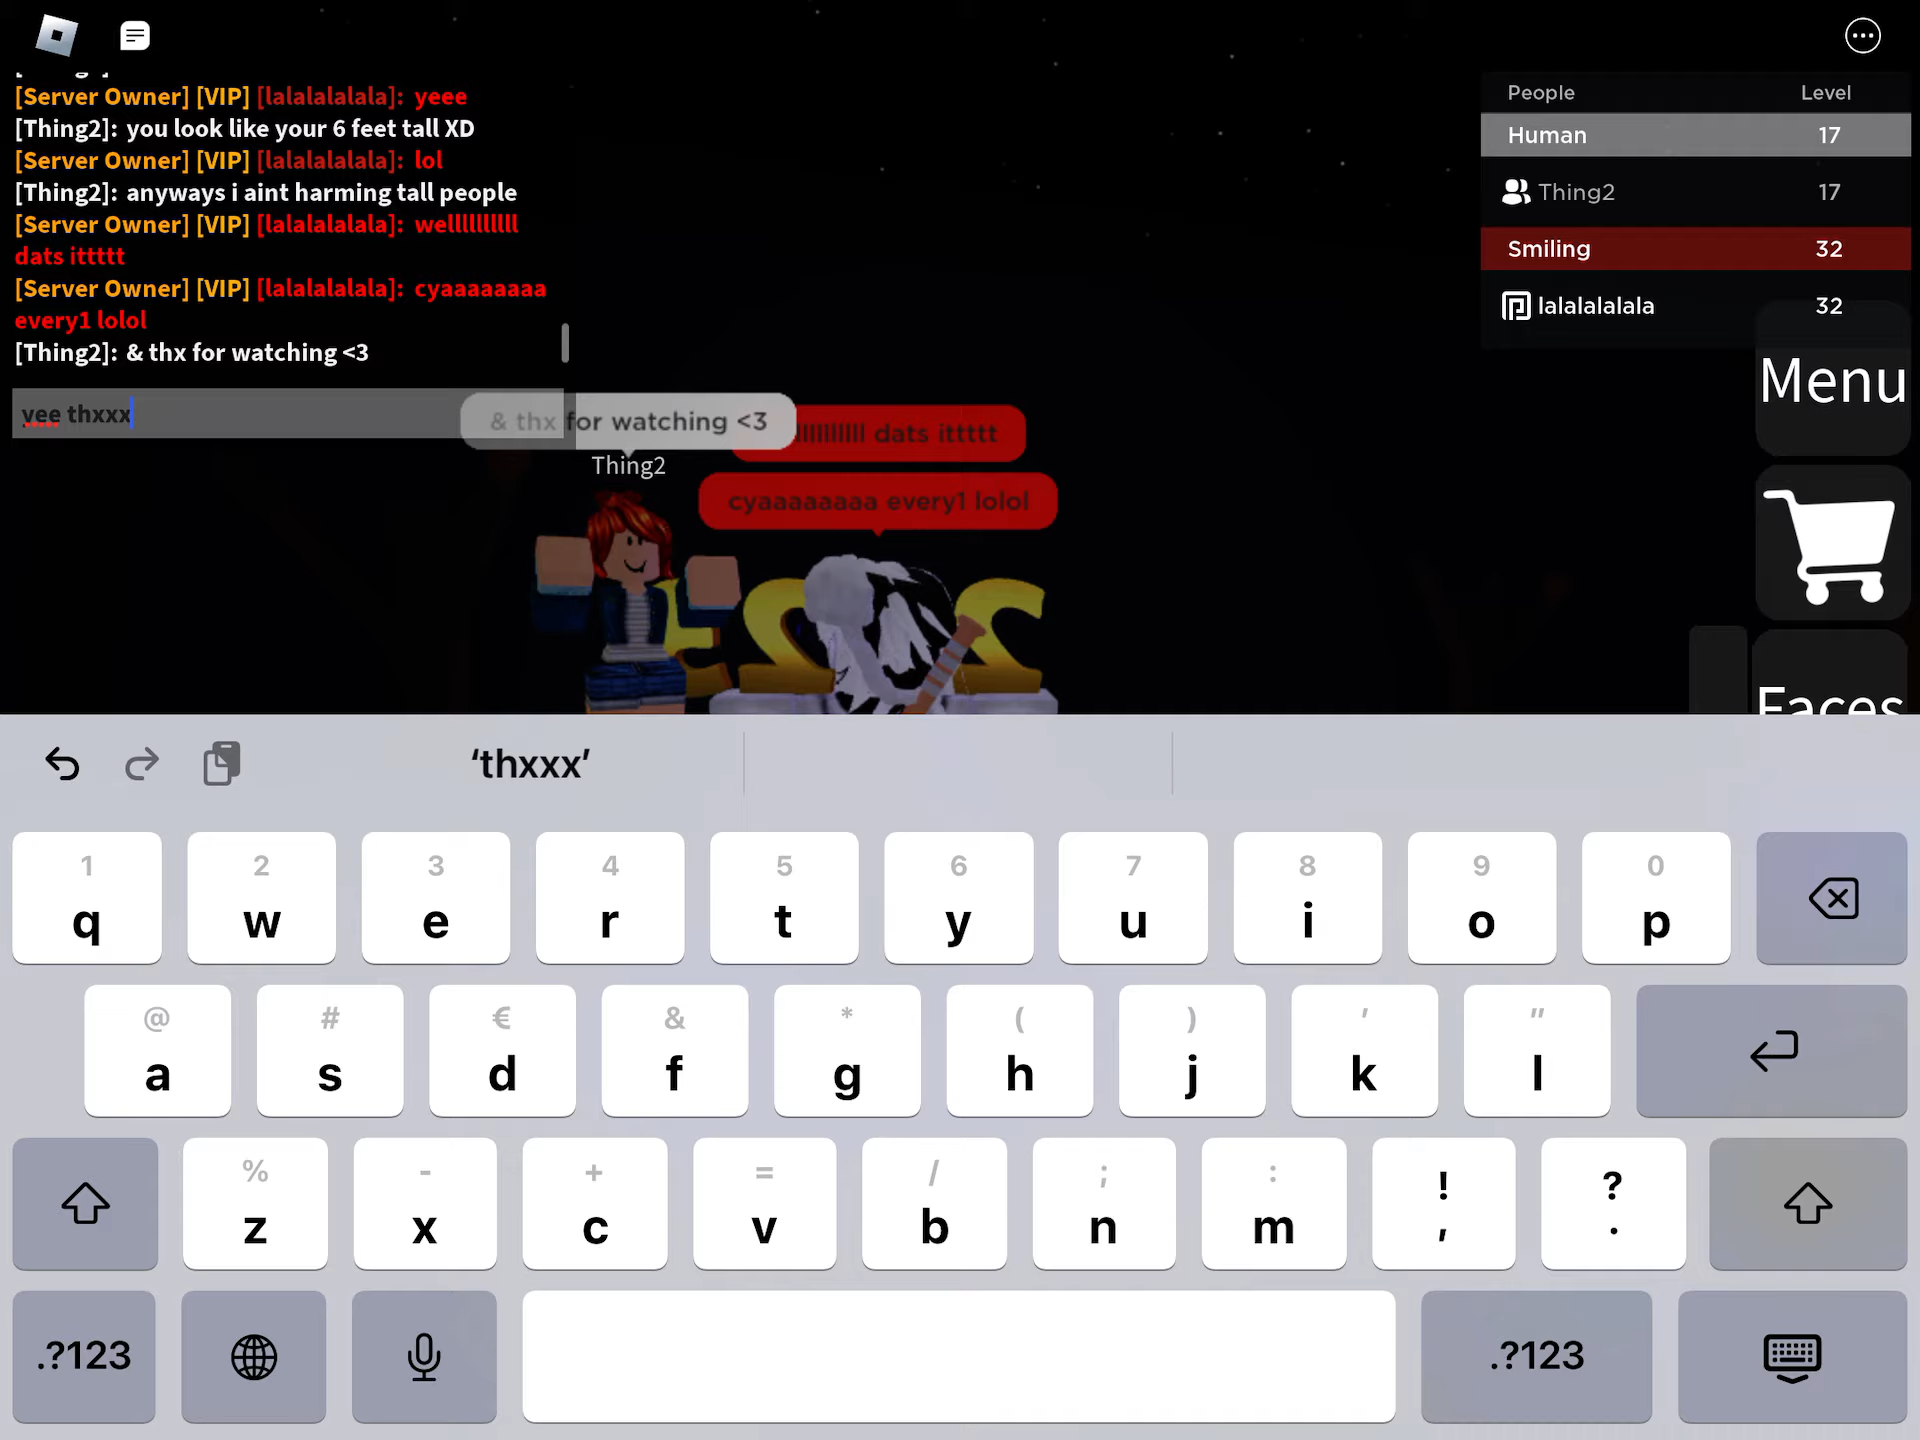 [Server Owner] [VIP] [lalalalalala]: yeee
[Thing2]: you look like your 6 feet tall XD
[Server Owner] [VIP] [lalalalalala]: lol
[Thing2]: anyways i aint harming tall people
[Server Owner] [VIP] [lalalalalala]: wellllllllll
dats ittttt
[Server Owner] [VIP] [lalalalalala]: cyaaaaaaaa
every1 lolol
[Thing2]: & thx for watching <3
yee thxxx
People Level
Human 17
Thing2 17
Smiling 32
lalalalalala 32
Menu
Faces
& thx for watching <3
dats ittttt
Thing2
cyaaaaaaaa every1 lolol
‘thxxx’
1 2 3 4 5 6 7 8 9 0
q w e r t y u i o p
@ # € & * ( ) ' "
a s d f g h j k l
% - + = / ; : ! ?
z x c v b n m , .
.?123 .?123